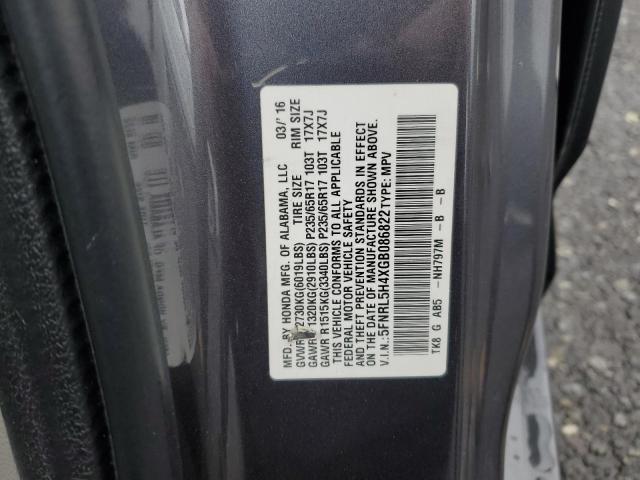 MFD. BY HONDA MFG. OF ALABAMA, LLC 03/'16
GVWR 2730KG(6019LBS) TIRE SIZE RIM SIZE
GAWR F 1320KG(2910LBS) P235/65R17 103T 17X7J
GAWR R1515KG(3340LBS) P235/65R17 103T 17X7J
THIS VEHICLE CONFORMS TO ALL APPLICABLE
FEDERAL MOTOR VEHICLE SAFETY
AND THEFT PREVENTION STANDARDS IN EFFECT
ON THE DATE OF MANUFACTURE SHOWN ABOVE.
V.I.N.:5FNRL5H4XGB086822 TYPE: MPV
TK8 G AB5 -NH797M -B -B